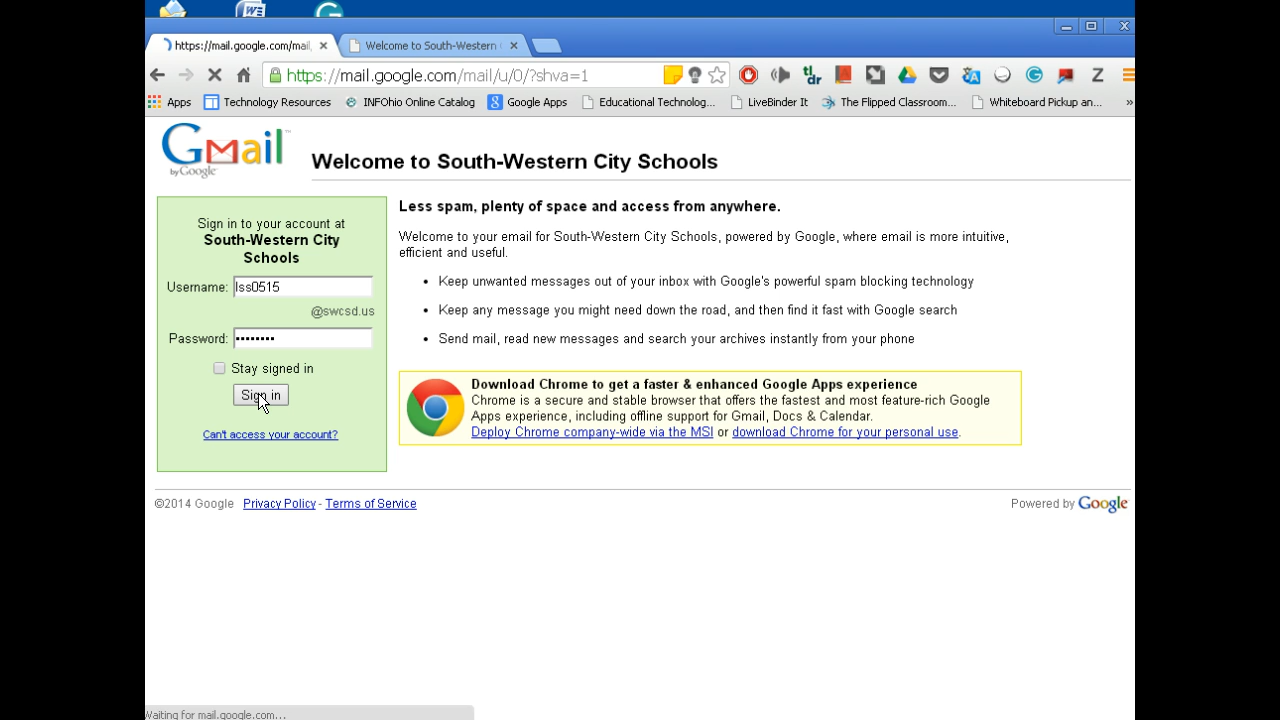 https://mail.google.com/mail,
Welcome to South-Western
https://mail.google.com/mail/u/0/?shva=1
Apps Technology Resources INFOhio Online Catalog Google Apps Educational Technolog... LiveBinder It The Flipped Classroom... Whiteboard Pickup an... »
Gmail™
by Google
Welcome to South-Western City Schools
Sign in to your account at
South-Western City
Schools
Username: lss0515
@swcsd.us
Password: ••••••••
Stay signed in
Sign in
Can't access your account?
Less spam, plenty of space and access from anywhere.
Welcome to your email for South-Western City Schools, powered by Google, where email is more intuitive,
efficient and useful.
• Keep unwanted messages out of your inbox with Google's powerful spam blocking technology
• Keep any message you might need down the road, and then find it fast with Google search
• Send mail, read new messages and search your archives instantly from your phone
Download Chrome to get a faster & enhanced Google Apps experience
Chrome is a secure and stable browser that offers the fastest and most feature-rich Google
Apps experience, including offline support for Gmail, Docs & Calendar.
Deploy Chrome company-wide via the MSI or download Chrome for your personal use.
©2014 Google Privacy Policy - Terms of Service
Powered by Google
Waiting for mail.google.com...